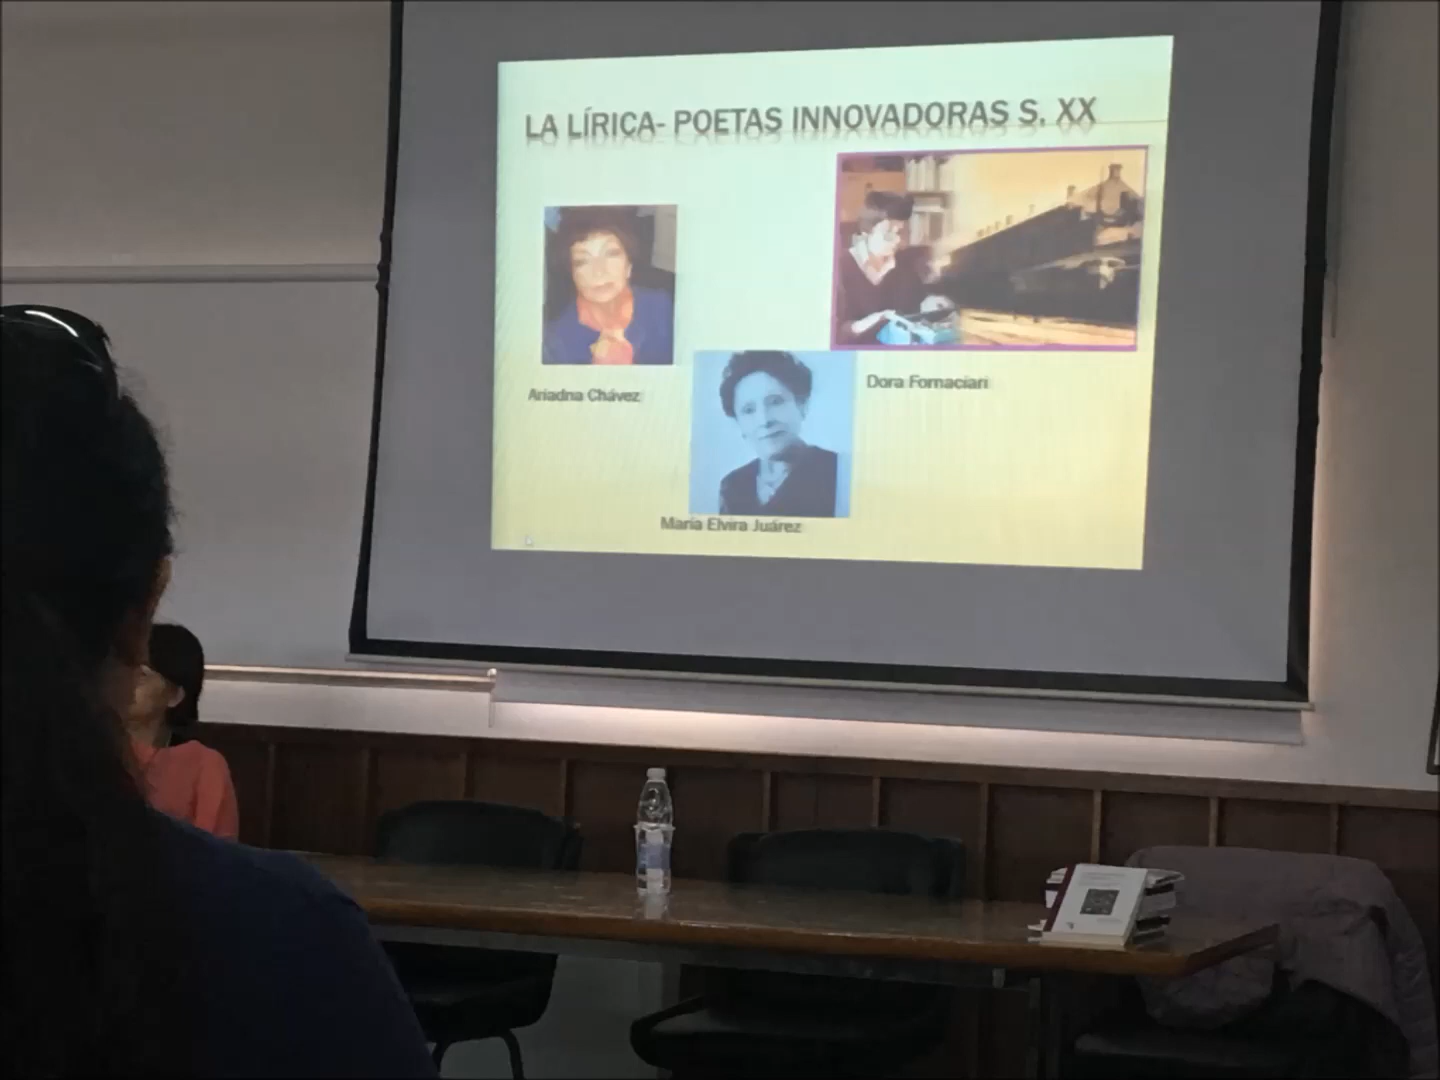 LA LÍRICA- POETAS INNOVADORAS S. XX
Ariadna Chávez
Dora Fornaciari
María Elvira Juárez